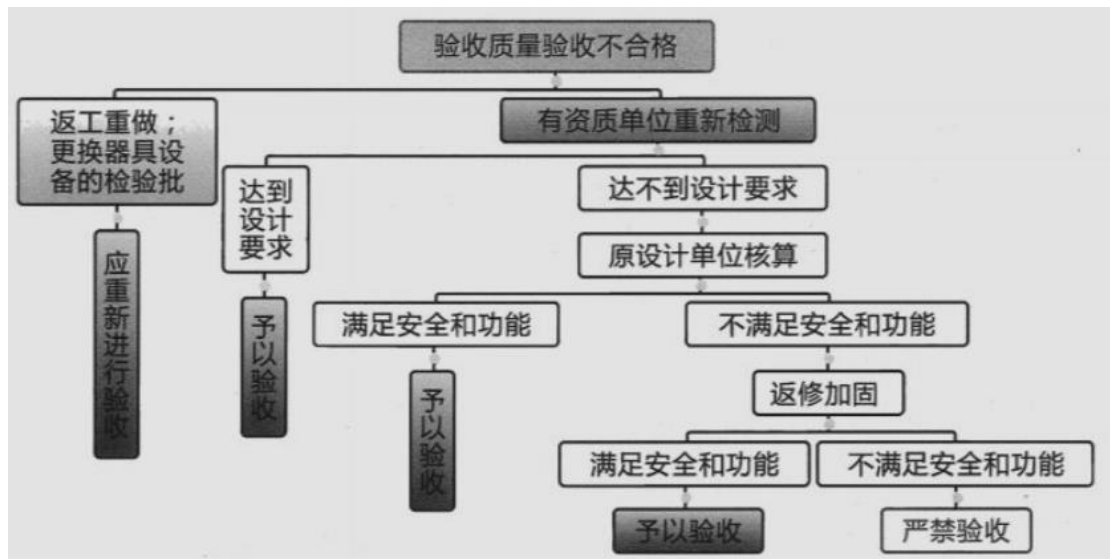 验收质量验收不合格
返工重做；
更换器具设
备的检验批
有资质单位重新检测
达到
设计
要求
达不到设计要求
原设计单位核算
应重新进行验收
予以验收
满足安全和功能
不满足安全和功能
予以验收
返修加固
满足安全和功能
不满足安全和功能
予以验收
严禁验收